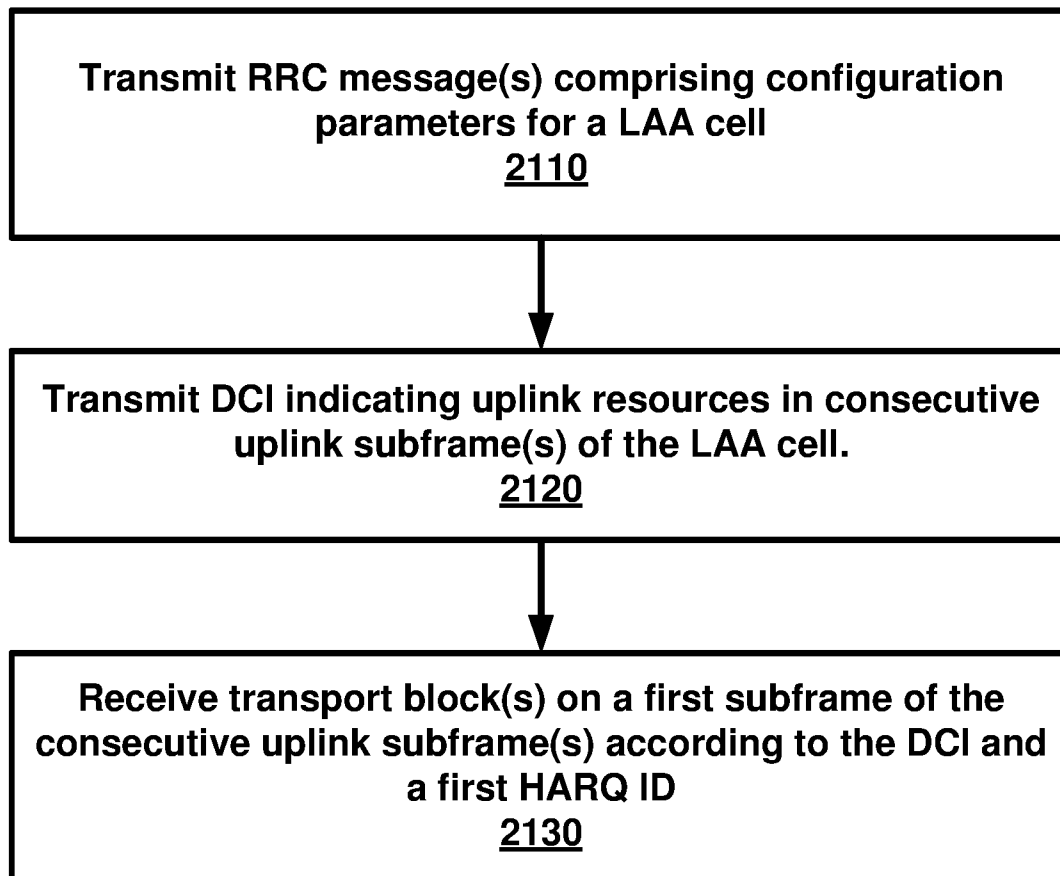 Transmit RRC message(s) comprising configuration
parameters for a LAA cell
2110
Transmit DCI indicating uplink resources in consecutive
uplink subframe(s) of the LAA cell.
2120
Receive transport block(s) on a first subframe of the
consecutive uplink subframe(s) according to the DCI and
a first HARQ ID
2130